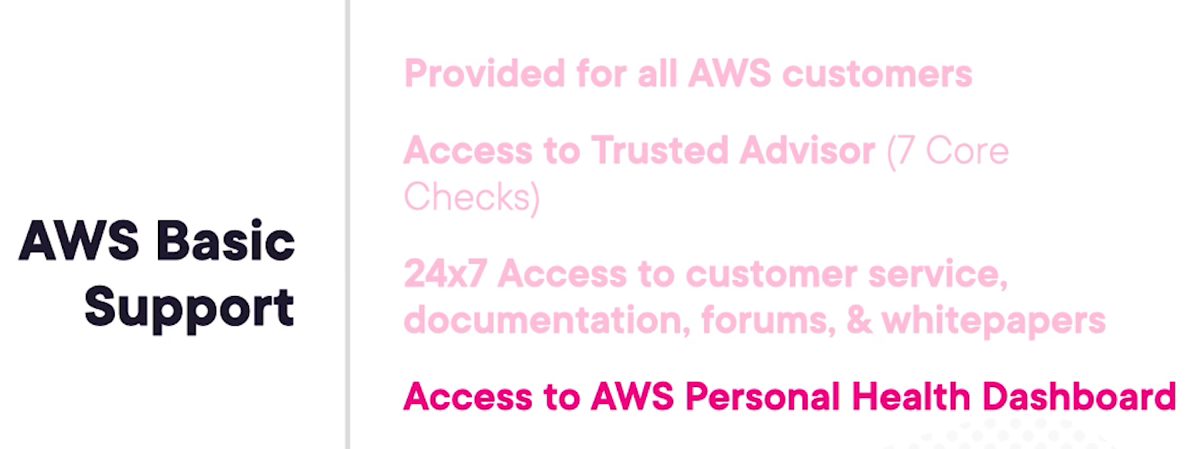 AWS Basic
Support
Provided for all AWS customers
Access to Trusted Advisor (7 Core
Checks)
24x7 Access to customer service,
documentation, forums, & whitepapers
Access to AWS Personal Health Dashboard